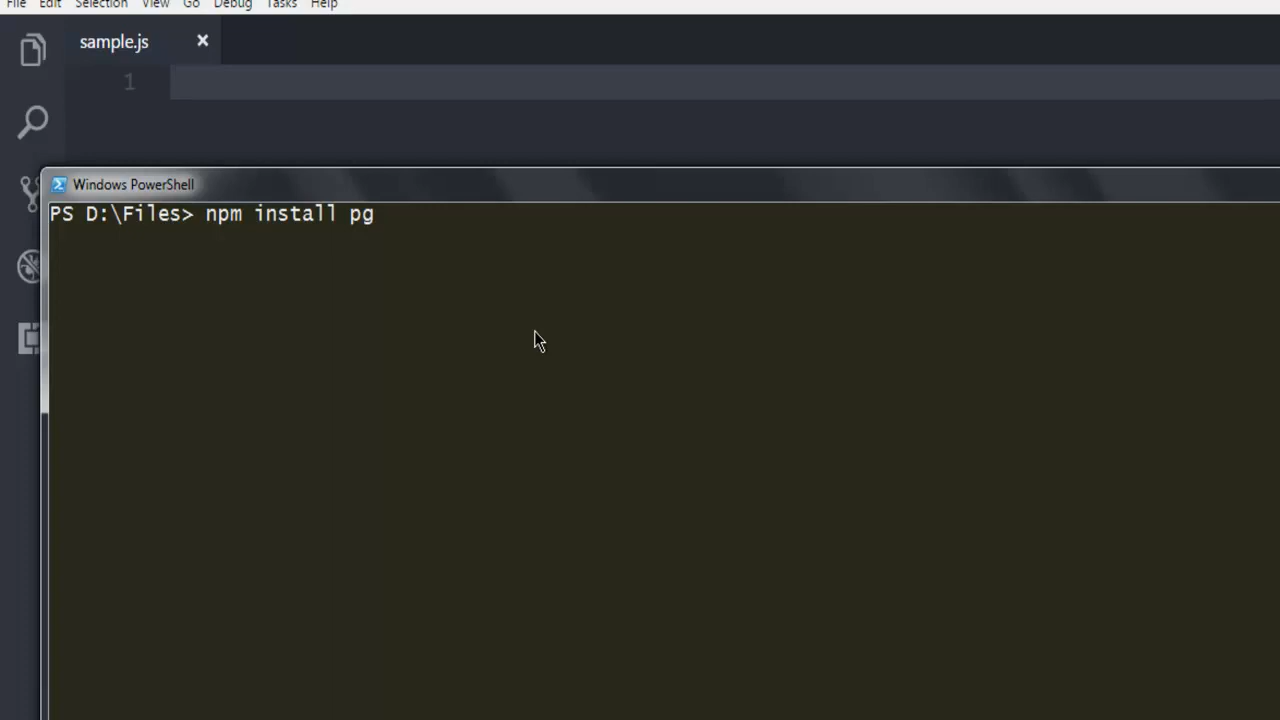 File Edit Selection View Go Debug Tasks Help
sample.js
1
Windows PowerShell
PS D:\Files> npm install pg